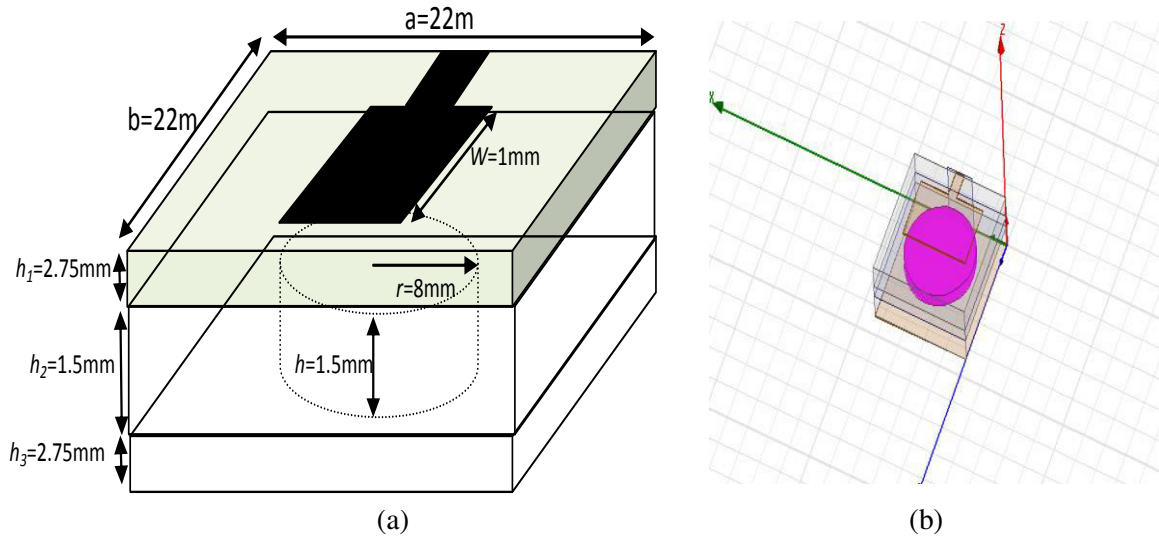 a=22m
b=22m
W=1mm
h1=2.75mm
r=8mm
h2=1.5mm
h=1.5mm
h3=2.75mm
(a)
Z
X
(b)